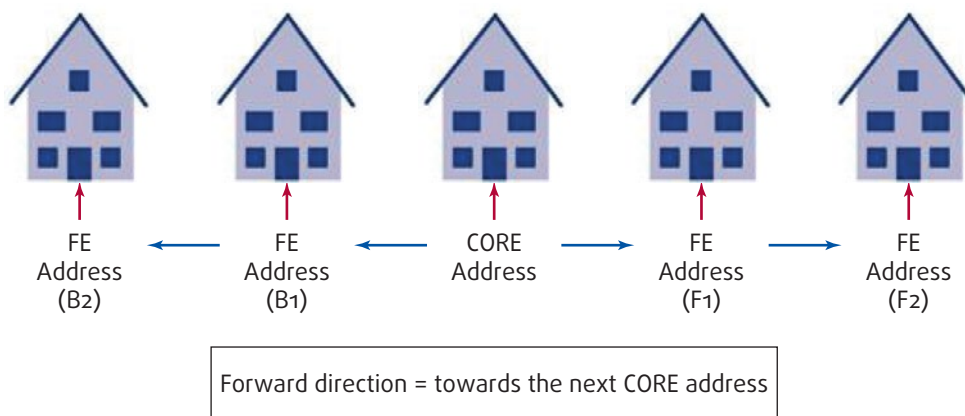 FE
Address
(B2)
FE
Address
(B1)
CORE
Address
FE
Address
(F1)
FE
Address
(F2)
Forward direction = towards the next CORE address